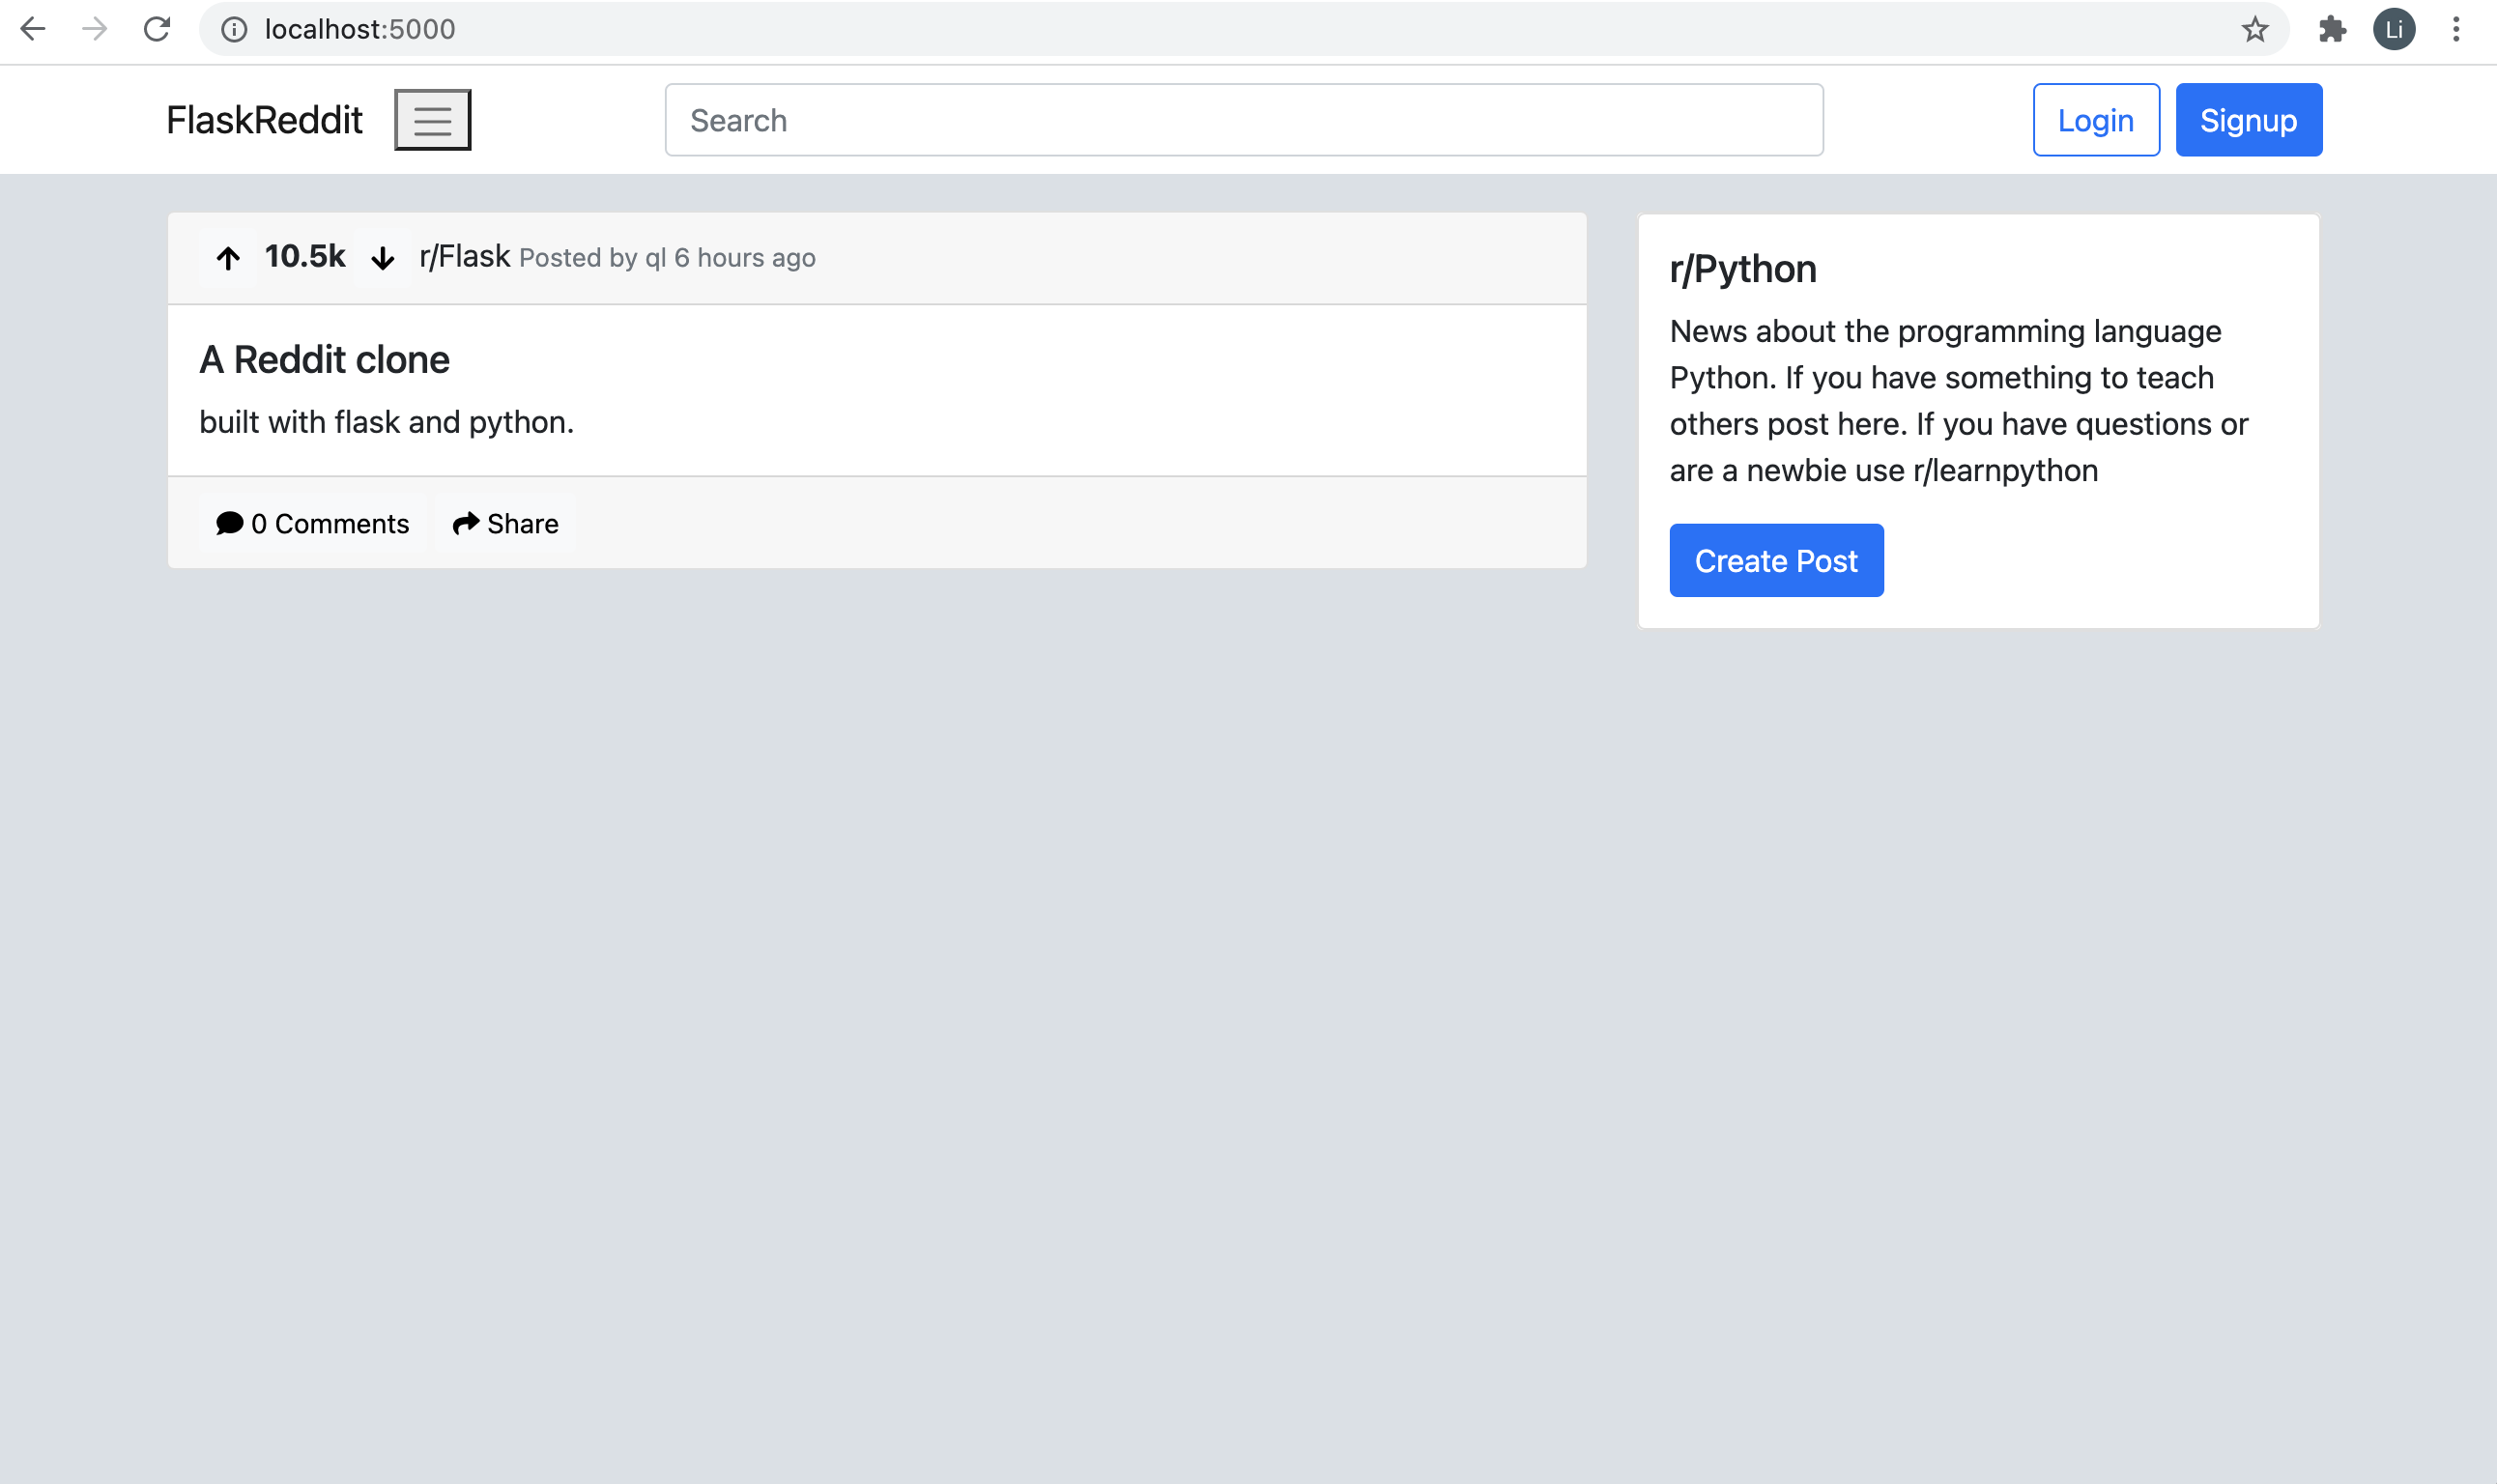 localhost:5000
Li
FlaskReddit
Search
Login
Signup
10.5k r/Flask Posted by ql 6 hours ago
A Reddit clone
built with flask and python.
0 Comments Share
r/Python
News about the programming language
Python. If you have something to teach
others post here. If you have questions or
are a newbie use r/learnpython
Create Post